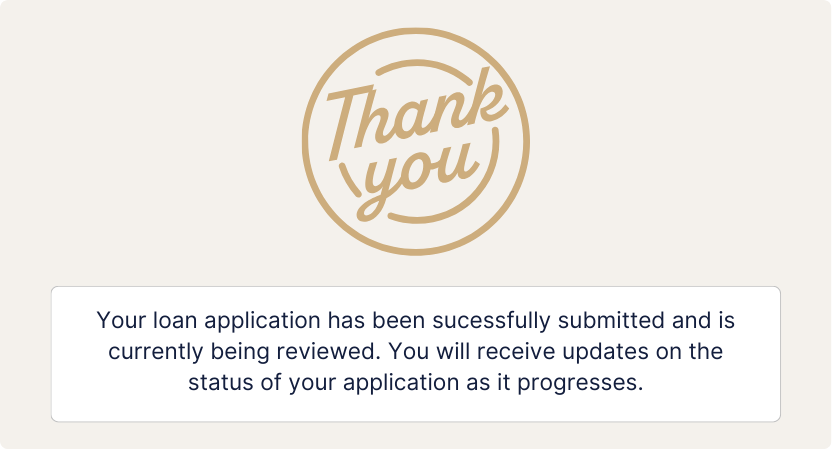 Thank
you
Your loan application has been sucessfully submitted and is
currently being reviewed. You will receive updates on the
status of your application as it progresses.